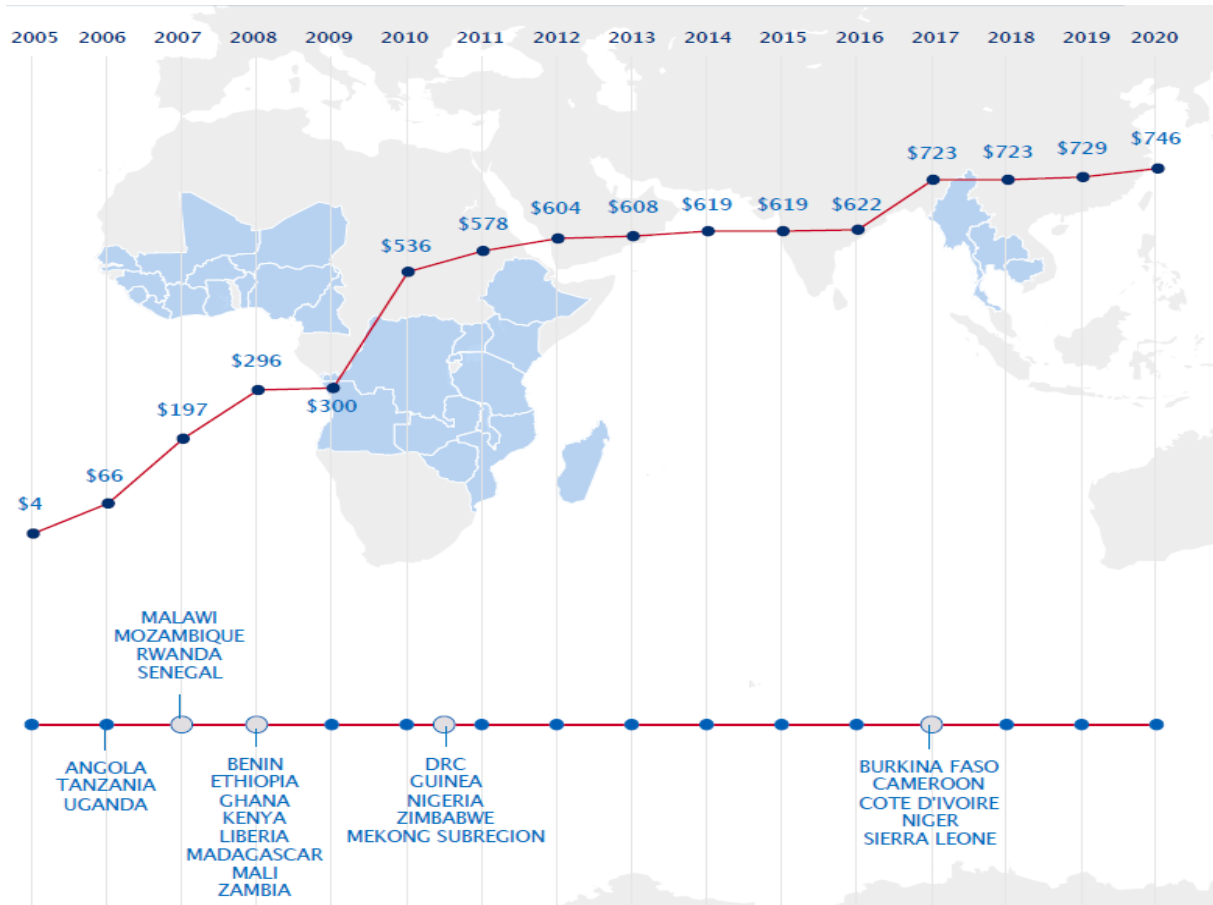 2005 2006 2007 2008 2009 2010 2011 2012 2013 2014 2015 2016 2017 2018 2019 2020
$4
$66
$197
$296
$300
$536
$578
$604
$608
$619
$619
$622
$723
$723
$729
$746
MALAWI
MOZAMBIQUE
RWANDA
SENEGAL
ANGOLA
TANZANIA
UGANDA
BENIN
ETHIOPIA
GHANA
KENYA
LIBERIA
MADAGASCAR
MALI
ZAMBIA
DRC
GUINEA
NIGERIA
ZIMBABWE
MEKONG SUBREGION
BURKINA FASO
CAMEROON
COTE D'IVOIRE
NIGER
SIERRA LEONE